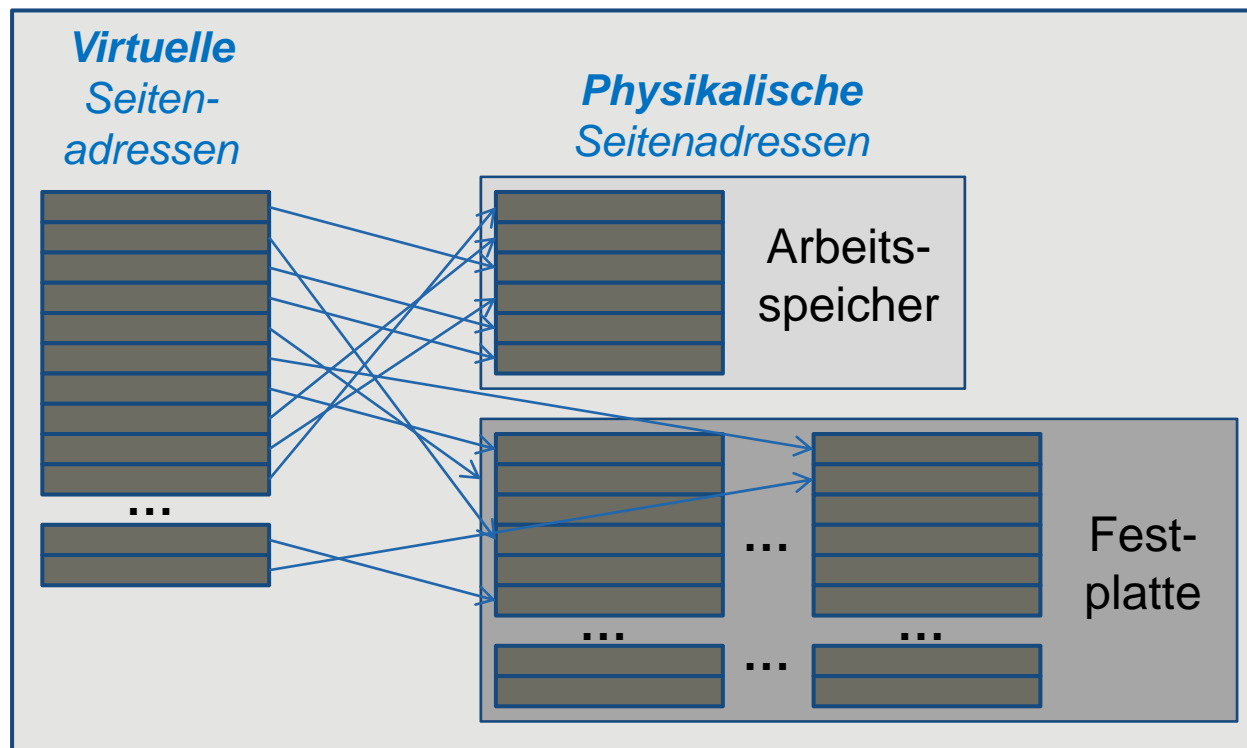 Virtuelle
Seiten-
adressen
Physikalische
Seitenadressen
Arbeits-
speicher
...
...
Fest-
platte
...
...
...